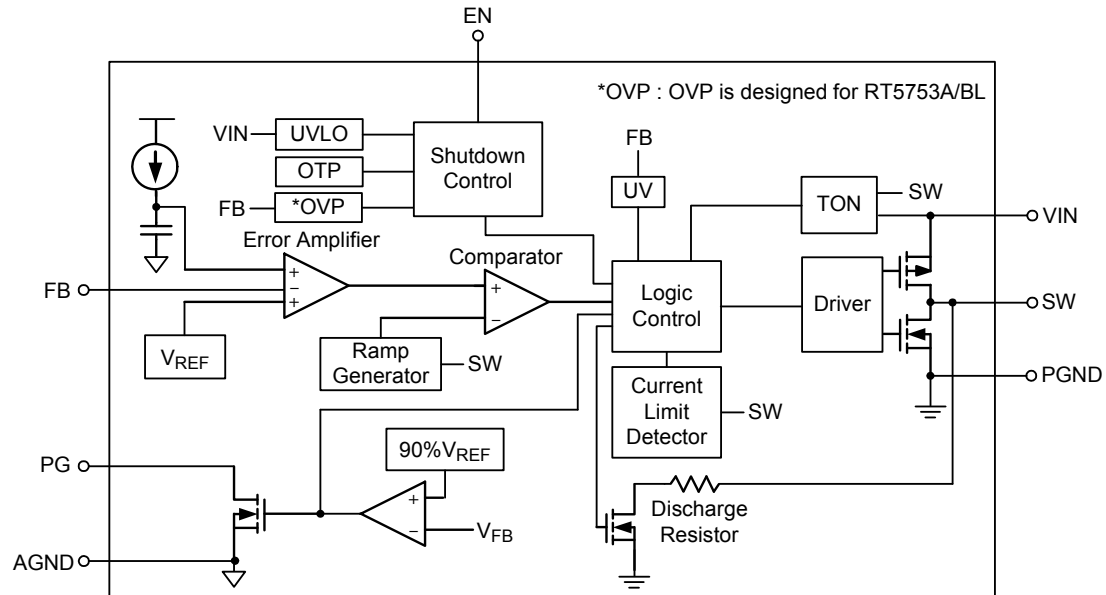 EN
*OVP : OVP is designed for RT5753A/BL
VIN
UVLO
Shutdown
Control
OTP
FB
*OVP
FB
UV
TON
SW
VIN
Error Amplifier
Comparator
+
−
+
FB
+
−
Logic
Control
Driver
SW
VREF
Ramp
Generator
SW
Current
Limit
Detector
SW
PGND
90%VREF
PG
+
−
VFB
Discharge
Resistor
AGND